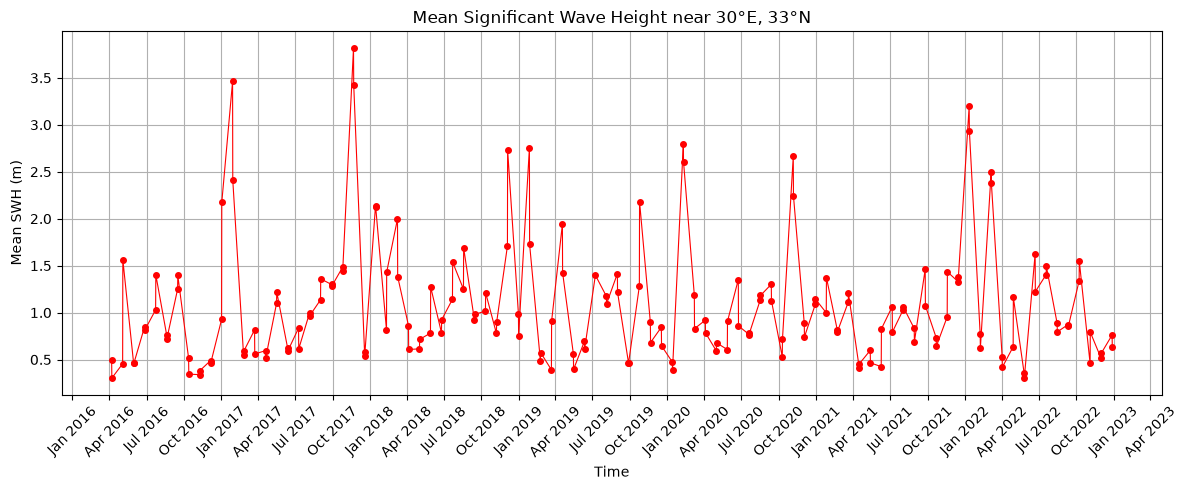 Mean Significant Wave Height near 30°E, 33°N
Mean SWH (m)
3.5
3.0
2.5
2.0
1.5
1.0
0.5
Jan 2016
Apr 2016
Jul 2016
Oct 2016
Jan 2017
Apr 2017
Jul 2017
Oct 2017
Jan 2018
Apr 2018
Jul 2018
Oct 2018
Jan 2019
Apr 2019
Jul 2019
Oct 2019
Jan 2020
Apr 2020
Jul 2020
Oct 2020
Jan 2021
Apr 2021
Jul 2021
Oct 2021
Jan 2022
Apr 2022
Jul 2022
Oct 2022
Jan 2023
Apr 2023
Time